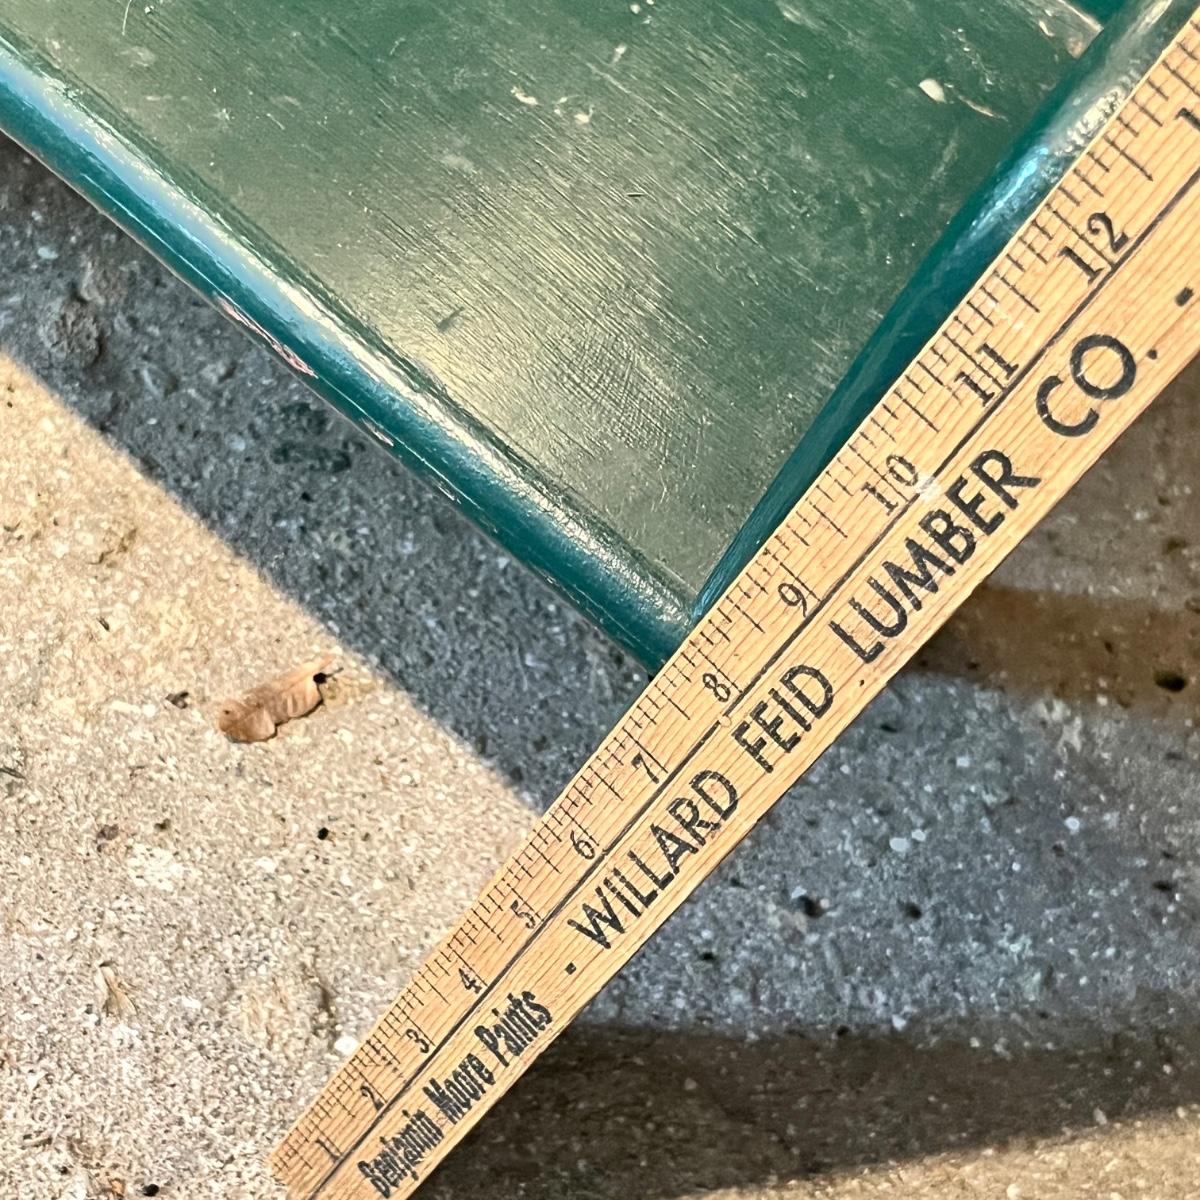 1 2 3 4 5 6 7 8 9 10 11 12
Benjamin Moore Paints - WILLARD FEID LUMBER CO. -